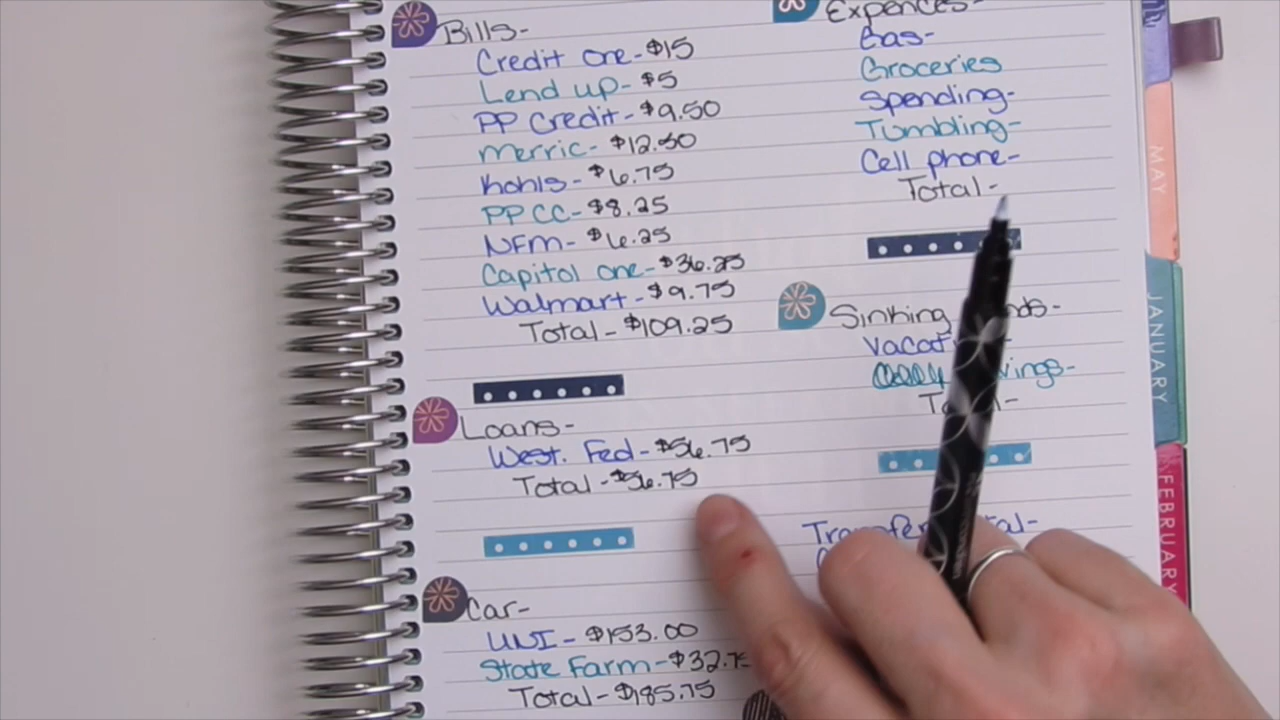 Bills-
Credit one-$15
Lend up-$5
PP Credit-$9.50
Merric-$12.50
Kohls-$6.75
PP CC-$8.25
NFM-$6.25
Capitol one-$36.25
Walmart-$9.75
Total-$109.25
Loans-
West. Fed-$56.75
Total-$56.75
Car-
UNI-$153.00
State Farm-$32.75
Total-$185.75
Expences-
Gas-
Groceries
Spending-
Tumbling-
Cell phone-
Total-
Sinking
MAY
JANUARY
FEBRUARY